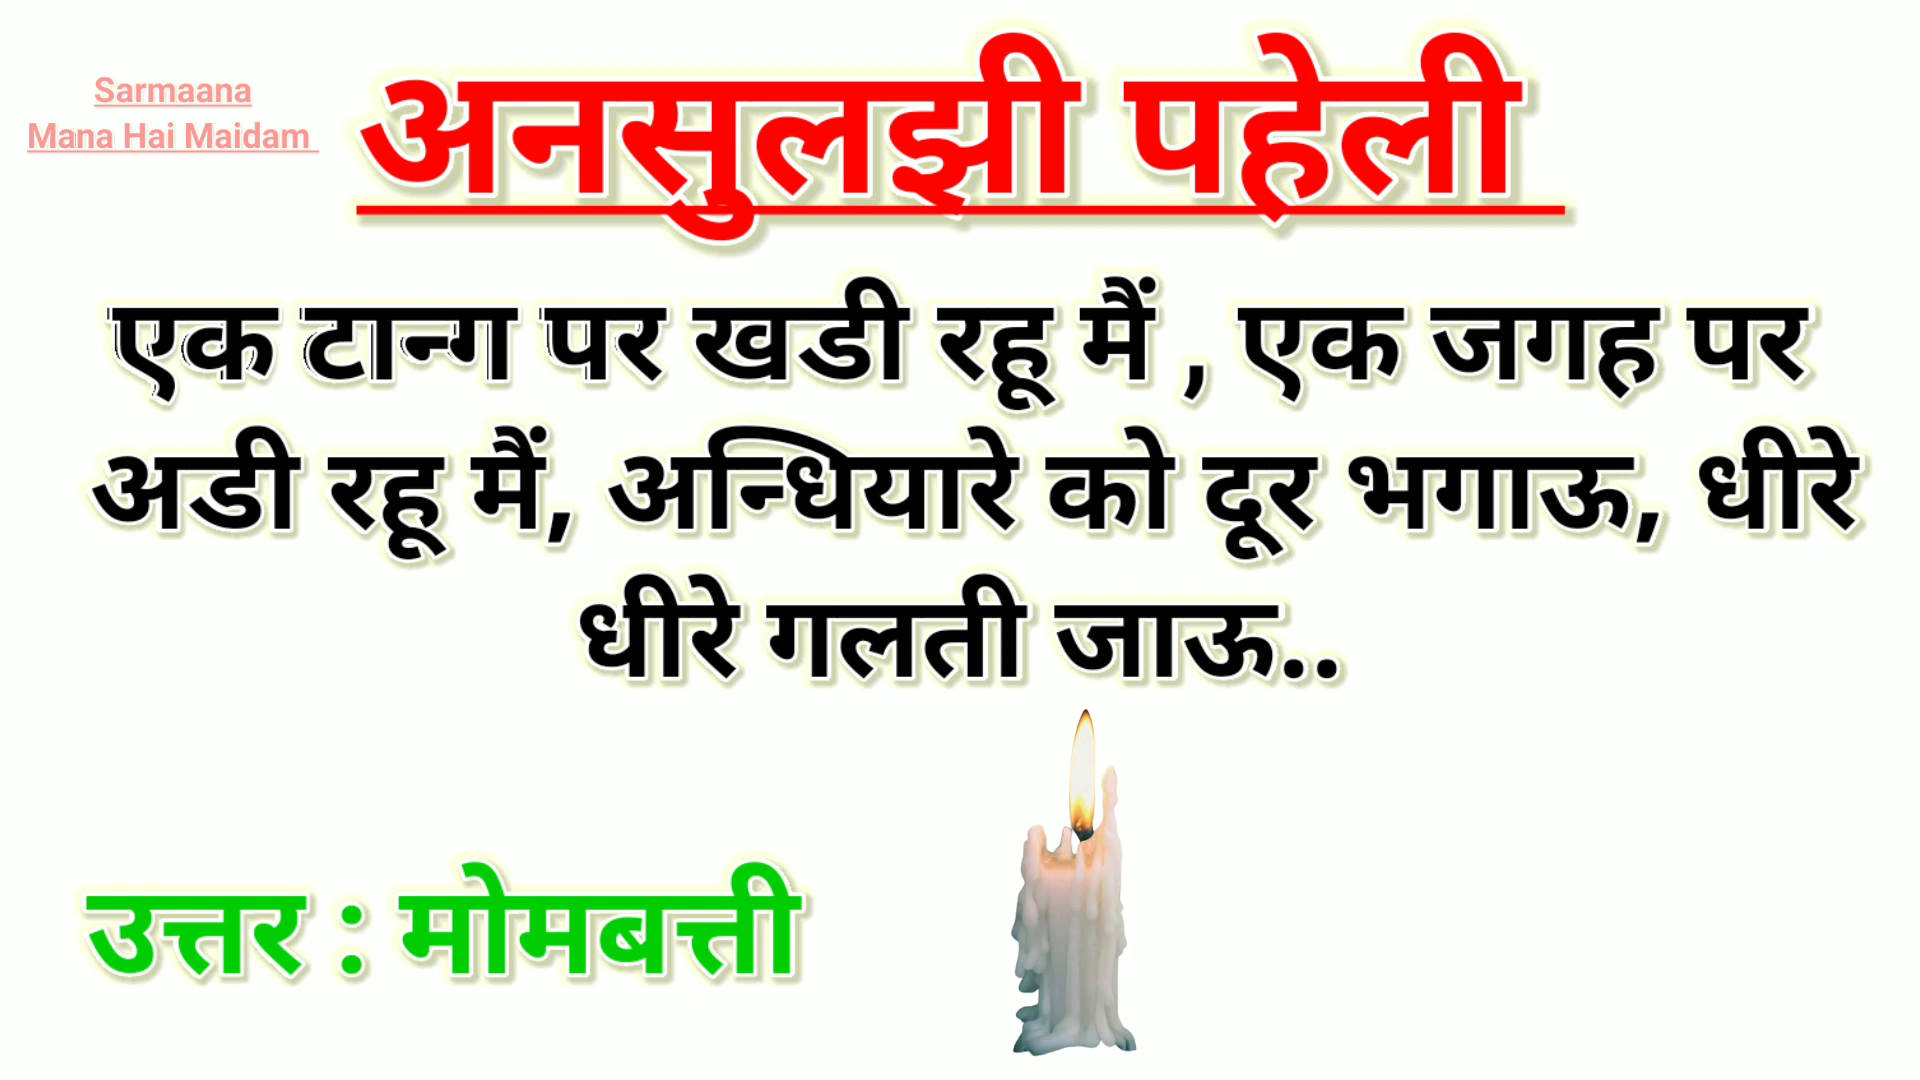 Sarmaana
Mana Hai Maidam
अनसुलझी पहेली
एक टान्ग पर खडी रहू मैं , एक जगह पर
अडी रहू मैं, अन्धियारे को दूर भगाऊ, धीरे
धीरे गलती जाऊ..
उत्तर : मोमबत्ती